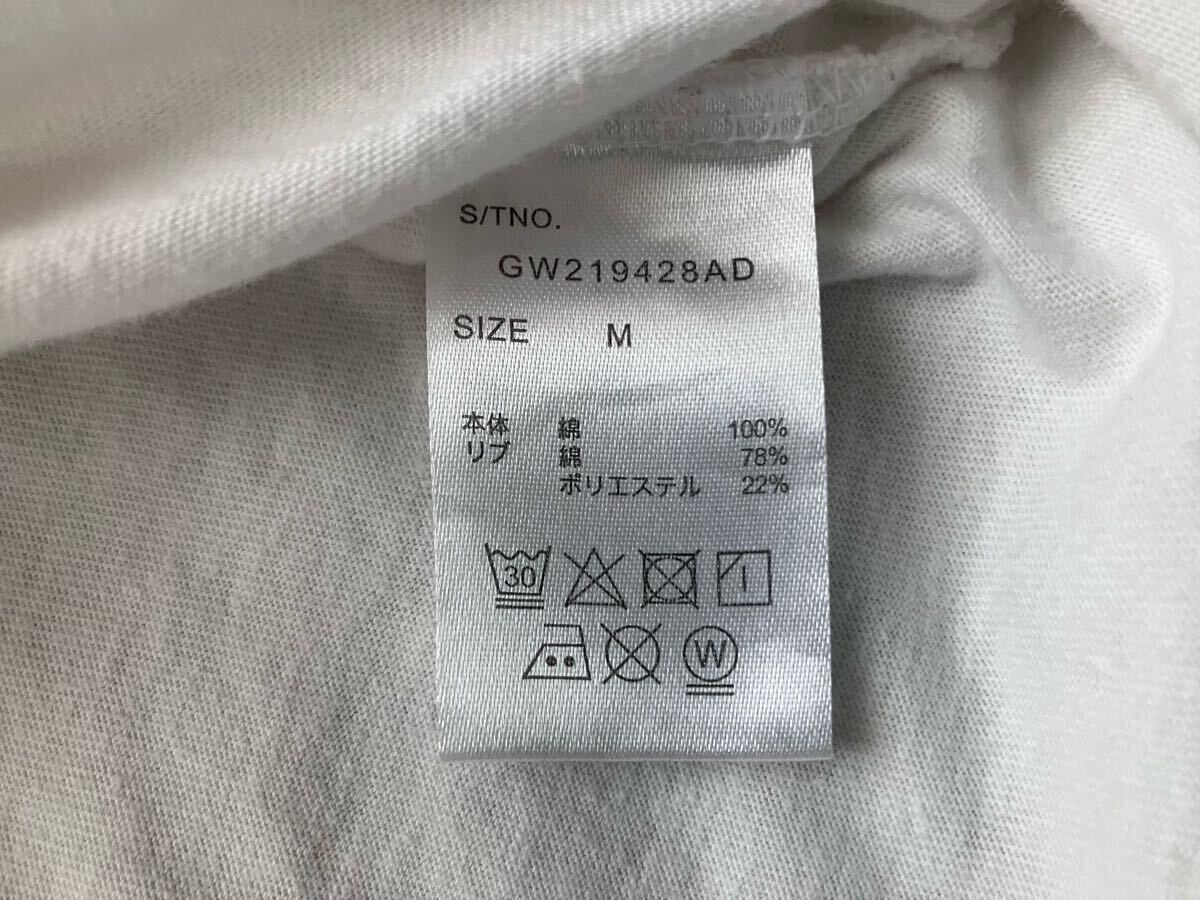 S/TNO.
GW219428AD
SIZE M
本体 綿 100%
リブ 綿 78%
ポリエステル 22%
30
W